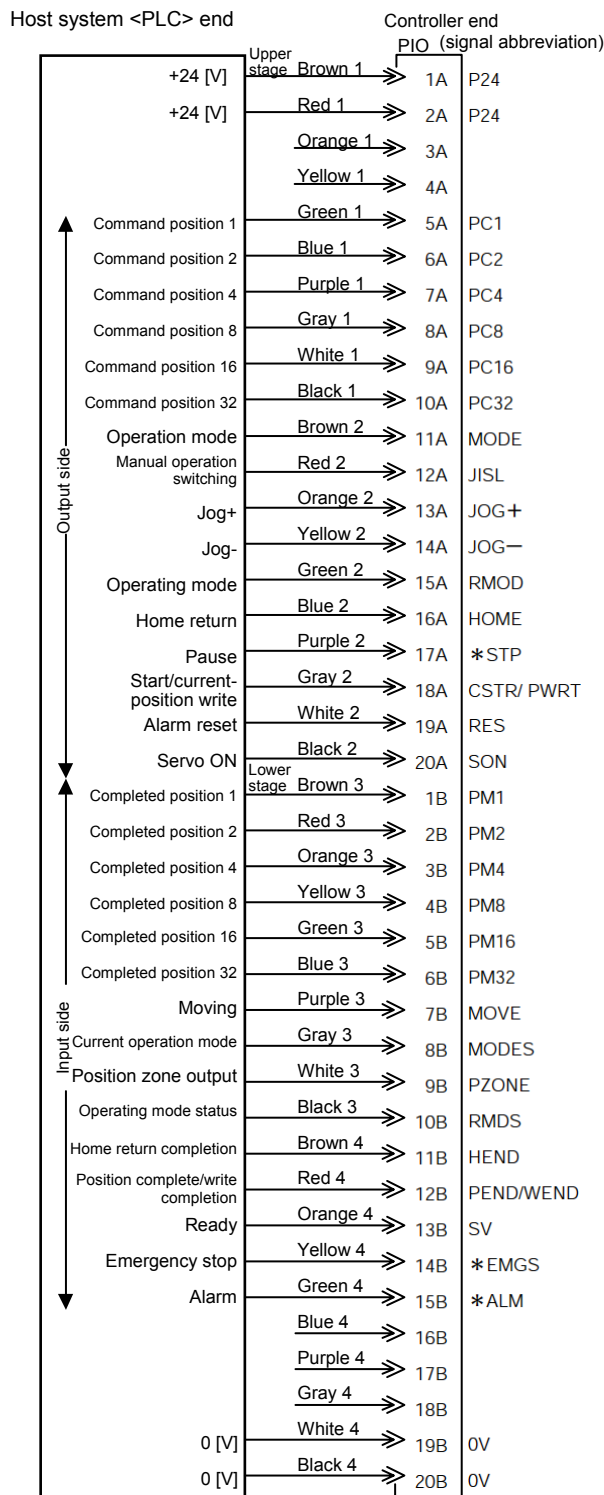 Host system <PLC> end
Controller end
PIO (signal abbreviation)
Upper stage
+24 [V] Brown 1 1A P24
+24 [V] Red 1 2A P24
Orange 1 3A
Yellow 1 4A
Output side
Command position 1 Green 1 5A PC1
Command position 2 Blue 1 6A PC2
Command position 4 Purple 1 7A PC4
Command position 8 Gray 1 8A PC8
Command position 16 White 1 9A PC16
Command position 32 Black 1 10A PC32
Operation mode Brown 2 11A MODE
Manual operation
switching Red 2 12A JISL
Jog+ Orange 2 13A JOG+
Jog- Yellow 2 14A JOG−
Operating mode Green 2 15A RMOD
Home return Blue 2 16A HOME
Pause Purple 2 17A *STP
Start/current-
position write Gray 2 18A CSTR/ PWRT
Alarm reset White 2 19A RES
Servo ON Black 2 20A SON
Lower stage
Input side
Completed position 1 Brown 3 1B PM1
Completed position 2 Red 3 2B PM2
Completed position 4 Orange 3 3B PM4
Completed position 8 Yellow 3 4B PM8
Completed position 16 Green 3 5B PM16
Completed position 32 Blue 3 6B PM32
Moving Purple 3 7B MOVE
Current operation mode Gray 3 8B MODES
Position zone output White 3 9B PZONE
Operating mode status Black 3 10B RMDS
Home return completion Brown 4 11B HEND
Position complete/write
completion Red 4 12B PEND/WEND
Ready Orange 4 13B SV
Emergency stop Yellow 4 14B *EMGS
Alarm Green 4 15B *ALM
Blue 4 16B
Purple 4 17B
Gray 4 18B
0 [V] White 4 19B 0V
0 [V] Black 4 20B 0V